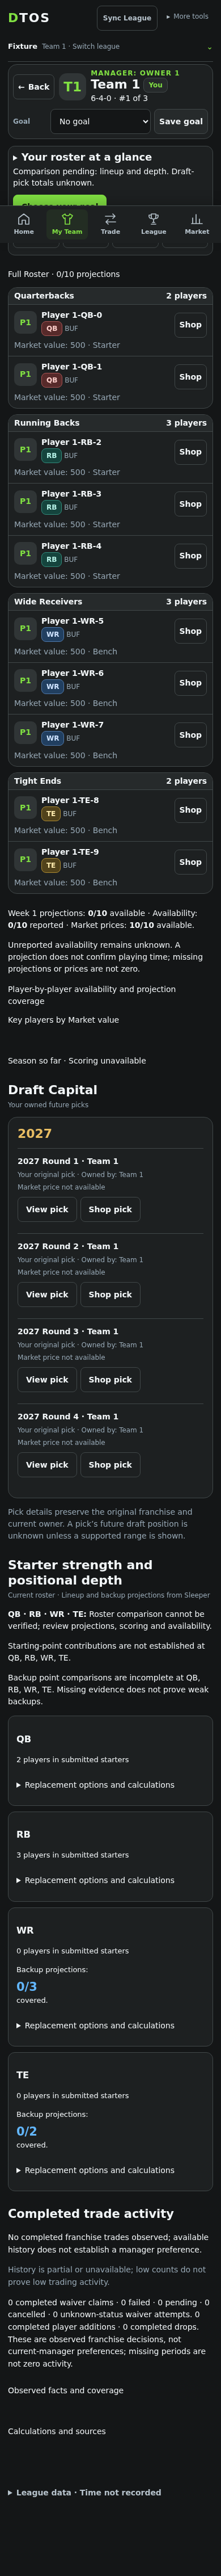 DTOS
Sync League
▸ More tools
Fixture Team 1 · Switch league
← Back
T1
MANAGER: OWNER 1
Team 1 You
6-4-0 · #1 of 3
Goal
No goal
Save goal
▸ Your roster at a glance
Comparison pending: lineup and depth. Draft-
pick totals unknown.
Home
My Team
Trade
League
Market
Full Roster · 0/10 projections
Quarterbacks 2 players
P1
Player 1-QB-0
QB BUF
Shop
Market value: 500 · Starter
P1
Player 1-QB-1
QB BUF
Shop
Market value: 500 · Starter
Running Backs 3 players
P1
Player 1-RB-2
RB BUF
Shop
Market value: 500 · Starter
P1
Player 1-RB-3
RB BUF
Shop
Market value: 500 · Starter
P1
Player 1-RB-4
RB BUF
Shop
Market value: 500 · Starter
Wide Receivers 3 players
P1
Player 1-WR-5
WR BUF
Shop
Market value: 500 · Bench
P1
Player 1-WR-6
WR BUF
Shop
Market value: 500 · Bench
P1
Player 1-WR-7
WR BUF
Shop
Market value: 500 · Bench
Tight Ends 2 players
P1
Player 1-TE-8
TE BUF
Shop
Market value: 500 · Bench
P1
Player 1-TE-9
TE BUF
Shop
Market value: 500 · Bench
Week 1 projections: 0/10 available · Availability:
0/10 reported · Market prices: 10/10 available.
Unreported availability remains unknown. A
projection does not confirm playing time; missing
projections or prices are not zero.
Player-by-player availability and projection
coverage
Key players by Market value
Season so far · Scoring unavailable
Draft Capital
Your owned future picks
2027
2027 Round 1 · Team 1
Your original pick · Owned by: Team 1
Market price not available
View pick Shop pick
2027 Round 2 · Team 1
Your original pick · Owned by: Team 1
Market price not available
View pick Shop pick
2027 Round 3 · Team 1
Your original pick · Owned by: Team 1
Market price not available
View pick Shop pick
2027 Round 4 · Team 1
Your original pick · Owned by: Team 1
Market price not available
View pick Shop pick
Pick details preserve the original franchise and
current owner. A pick's future draft position is
unknown unless a supported range is shown.
Starter strength and
positional depth
Current roster · Lineup and backup projections from Sleeper
QB · RB · WR · TE: Roster comparison cannot be
verified; review projections, scoring and availability.
Starting-point contributions are not established at
QB, RB, WR, TE.
Backup point comparisons are incomplete at QB,
RB, WR, TE. Missing evidence does not prove weak
backups.
QB
2 players in submitted starters
▸ Replacement options and calculations
RB
3 players in submitted starters
▸ Replacement options and calculations
WR
0 players in submitted starters
Backup projections:
0/3
covered.
▸ Replacement options and calculations
TE
0 players in submitted starters
Backup projections:
0/2
covered.
▸ Replacement options and calculations
Completed trade activity
No completed franchise trades observed; available
history does not establish a manager preference.
History is partial or unavailable; low counts do not
prove low trading activity.
0 completed waiver claims · 0 failed · 0 pending · 0
cancelled · 0 unknown-status waiver attempts. 0
completed player additions · 0 completed drops.
These are observed franchise decisions, not
current-manager preferences; missing periods are
not zero activity.
Observed facts and coverage
Calculations and sources
▸ League data · Time not recorded